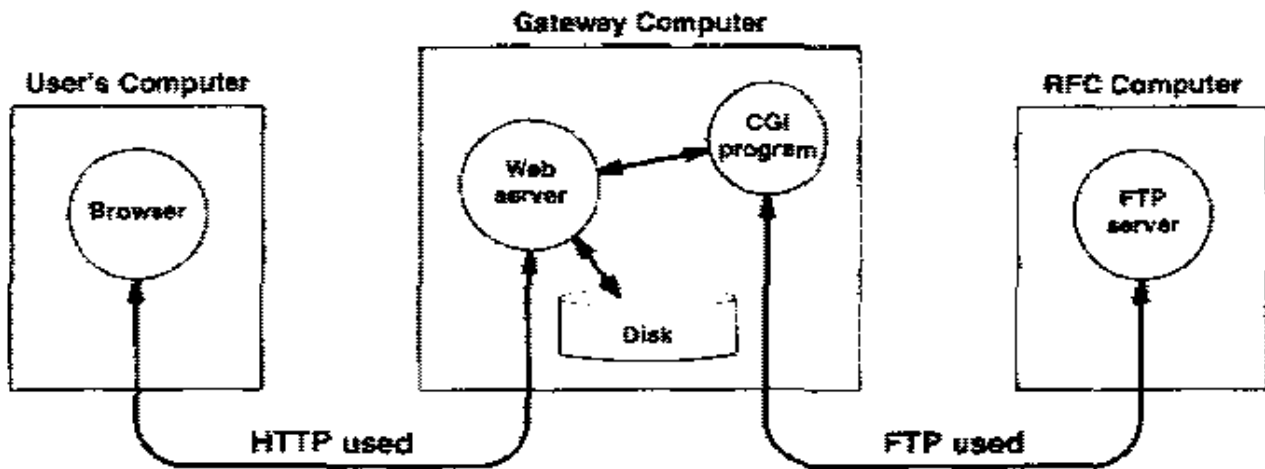 Gateway Computer
User's Computer
RFC Computer
CGI
program
Web
server
Browser
FTP
server
Disk
HTTP used
FTP used